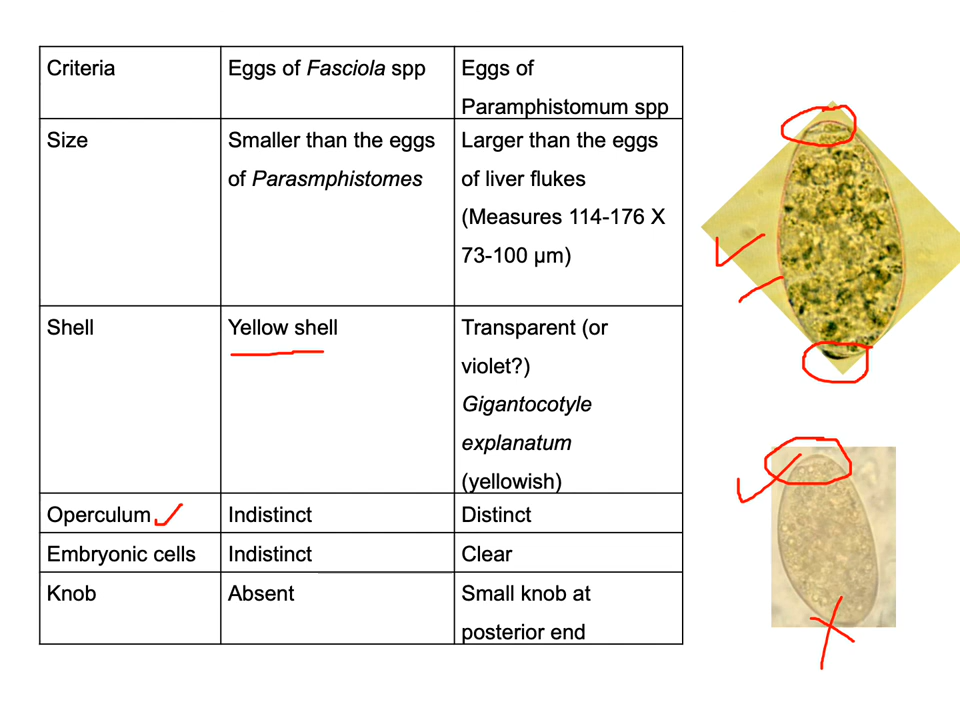 Criteria
Eggs of Fasciola spp
Eggs of
Paramphistomum spp
Size
Smaller than the eggs
of Parasmphistomes
Larger than the eggs
of liver flukes
(Measures 114-176 X
73-100 µm)
Shell
Yellow shell
Transparent (or
violet?)
Gigantocotyle
explanatum
(yellowish)
Operculum
Indistinct
Distinct
Embryonic cells
Indistinct
Clear
Knob
Absent
Small knob at
posterior end